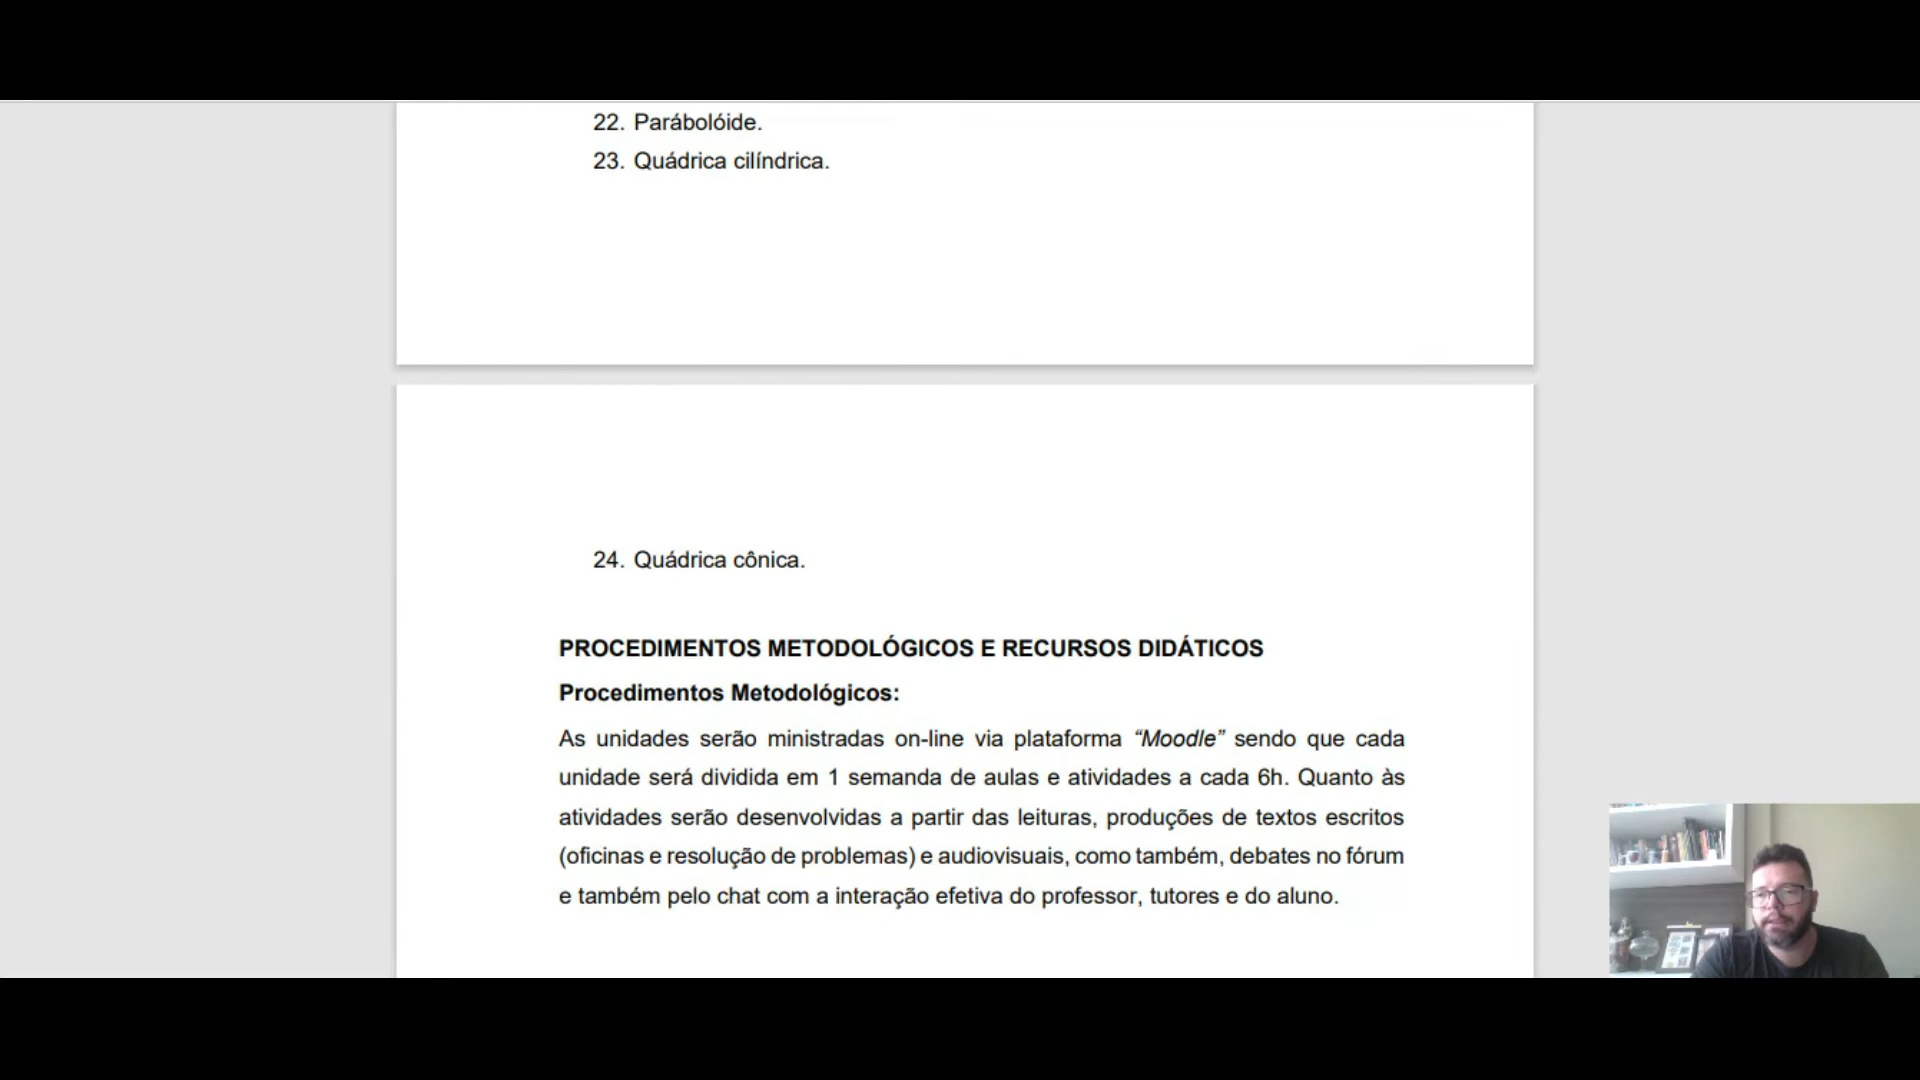 22. Parábolóide.
23. Quádrica cilíndrica.
24. Quádrica cônica.
PROCEDIMENTOS METODOLÓGICOS E RECURSOS DIDÁTICOS
Procedimentos Metodológicos:
As unidades serão ministradas on-line via plataforma “Moodle” sendo que cada
unidade será dividida em 1 semanda de aulas e atividades a cada 6h. Quanto às
atividades serão desenvolvidas a partir das leituras, produções de textos escritos
(oficinas e resolução de problemas) e audiovisuais, como também, debates no fórum
e também pelo chat com a interação efetiva do professor, tutores e do aluno.